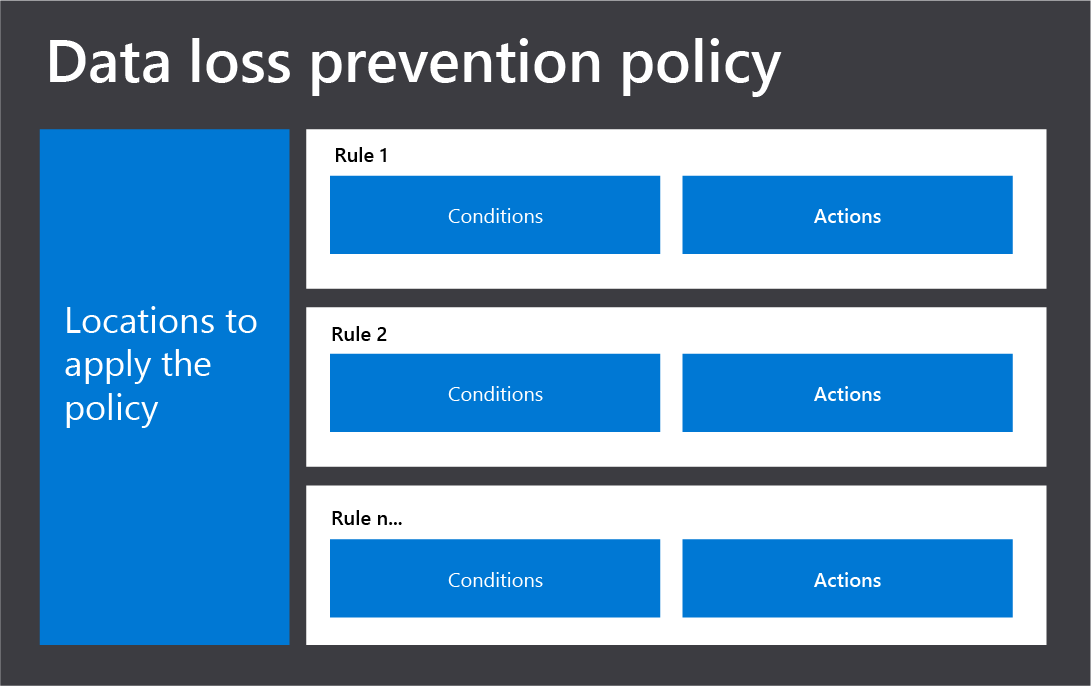 Data loss prevention policy
Locations to
apply the
policy
Rule 1
Conditions
Actions
Rule 2
Conditions
Actions
Rule n...
Conditions
Actions